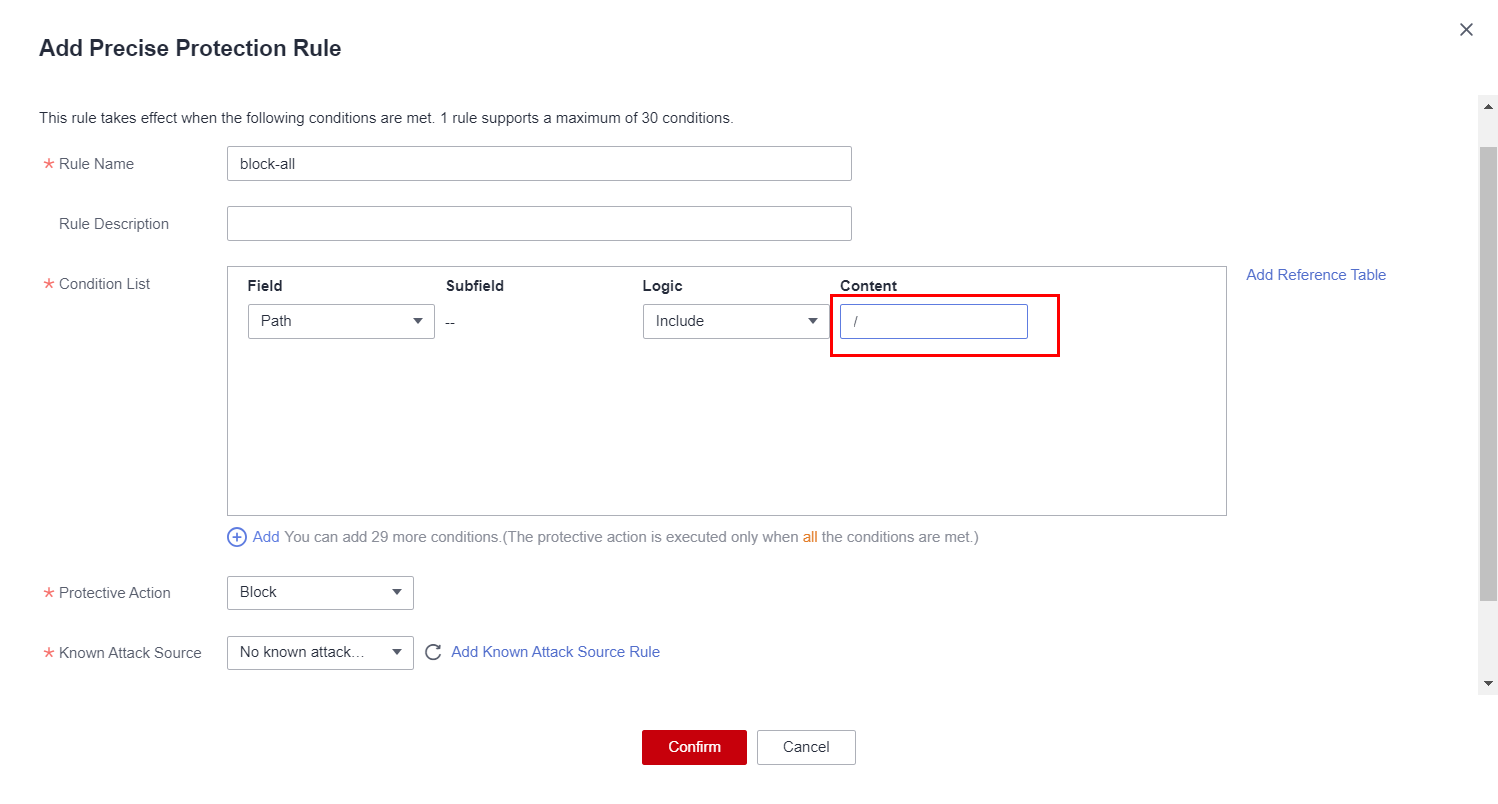 Add Precise Protection Rule
This rule takes effect when the following conditions are met. 1 rule supports a maximum of 30 conditions.
* Rule Name block-all
Rule Description
* Condition List Field Subfield Logic Content Add Reference Table
Path -- Include /
Add You can add 29 more conditions.(The protective action is executed only when all the conditions are met.)
* Protective Action Block
* Known Attack Source No known attack... Add Known Attack Source Rule
Confirm Cancel